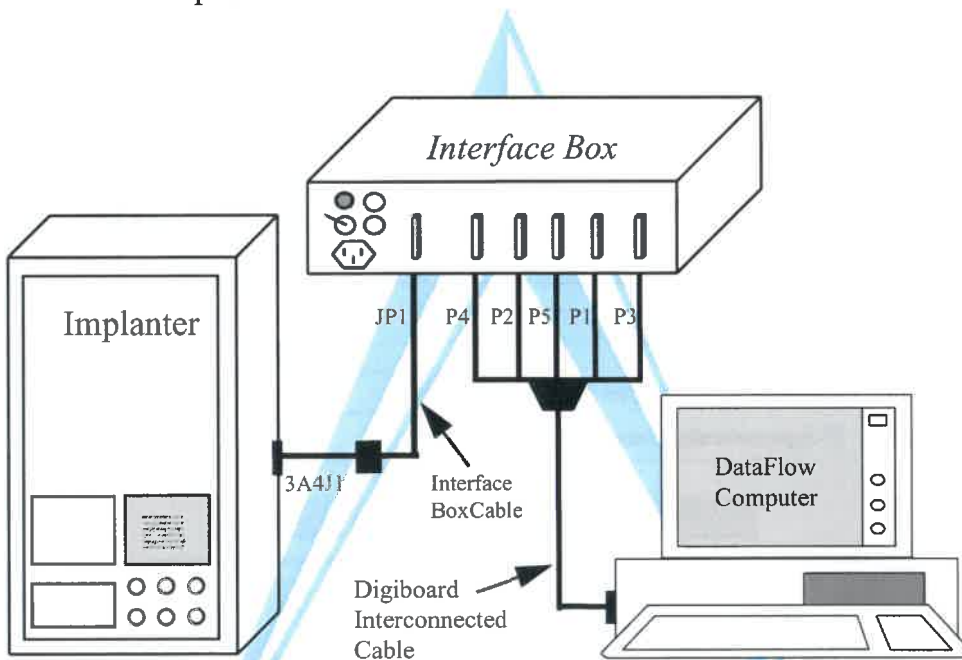 Interface Box
Implanter
JP1
P4
P2
P5
P1
P3
3A4J1
Interface
BoxCable
DataFlow
Computer
Digiboard
Interconnected
Cable